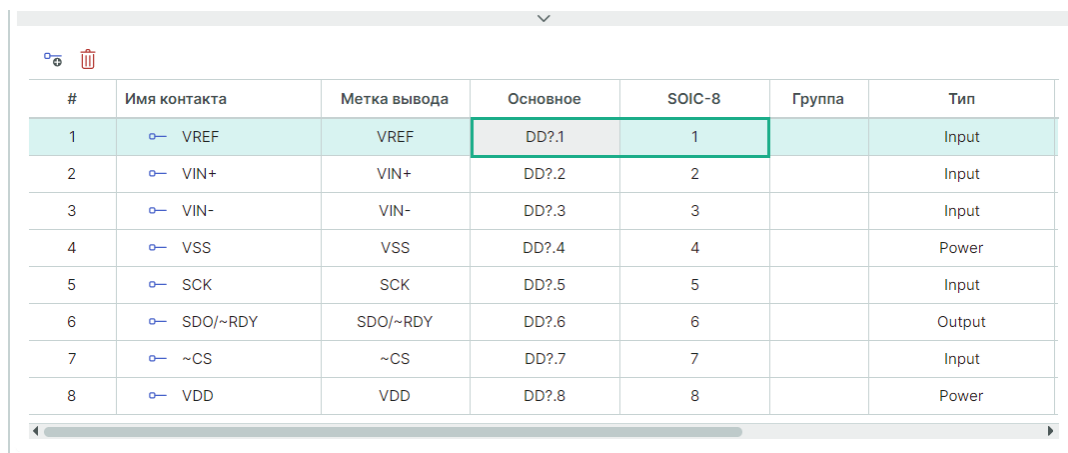 # Имя контакта Метка вывода Основное SOIC-8 Группа Тип
1 VREF VREF DD?.1 1 Input
2 VIN+ VIN+ DD?.2 2 Input
3 VIN- VIN- DD?.3 3 Input
4 VSS VSS DD?.4 4 Power
5 SCK SCK DD?.5 5 Input
6 SDO/~RDY SDO/~RDY DD?.6 6 Output
7 ~CS ~CS DD?.7 7 Input
8 VDD VDD DD?.8 8 Power